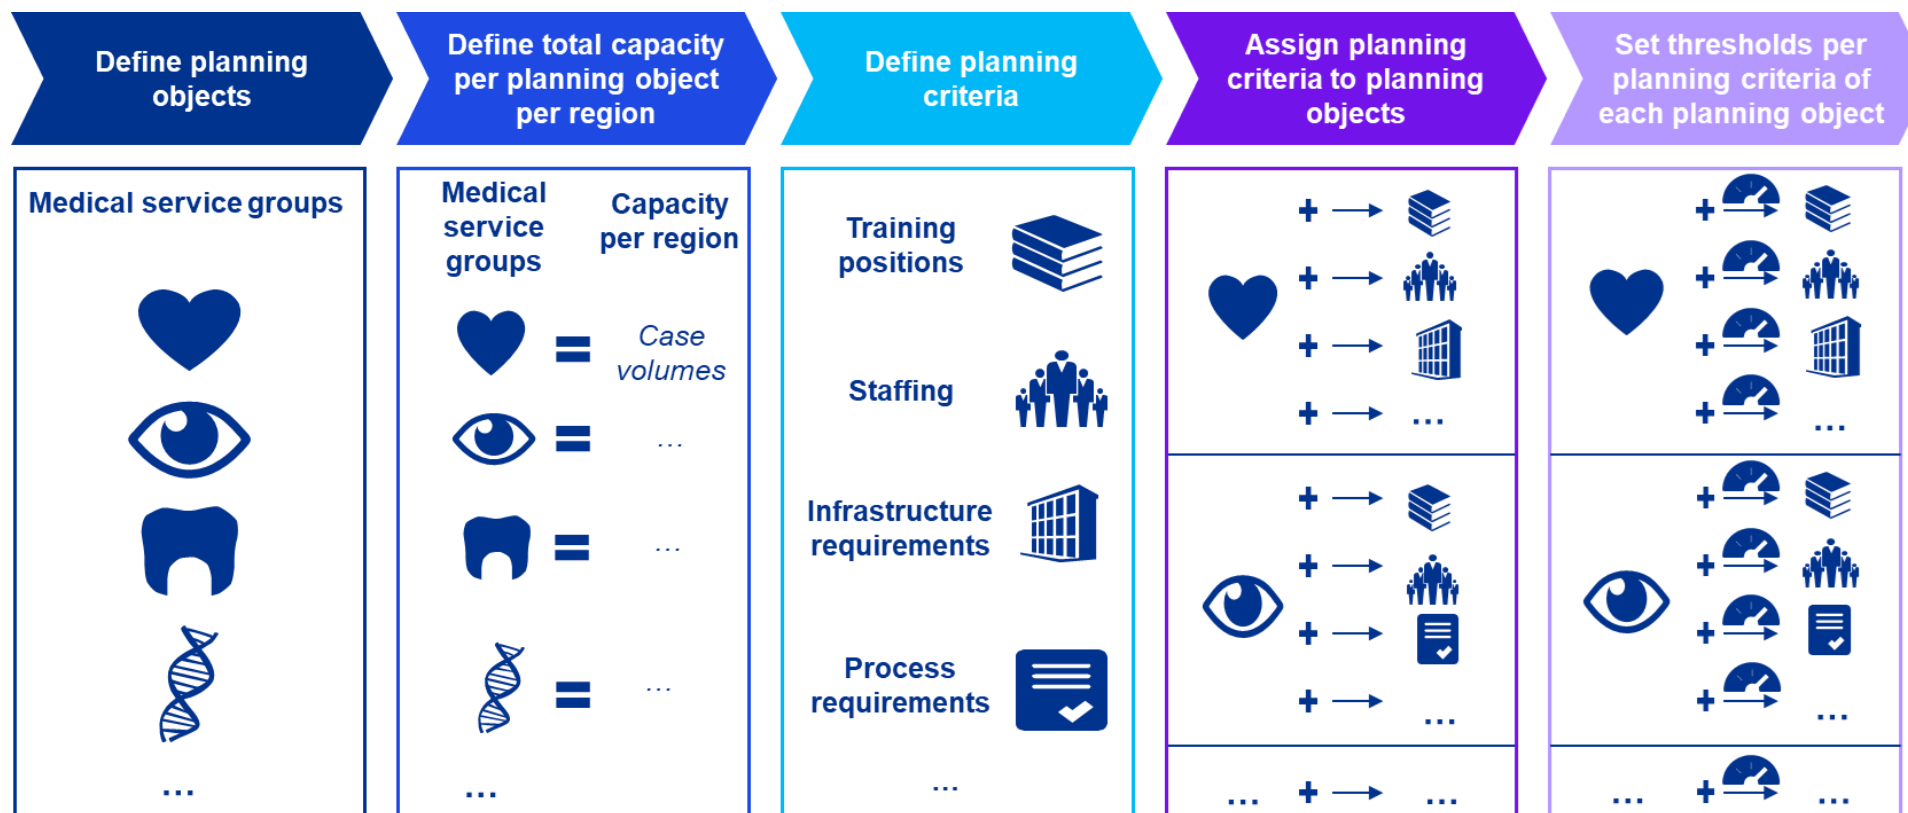 Define planning
objects
Define total capacity
per planning object
per region
Define planning
criteria
Assign planning
criteria to planning
objects
Set thresholds per
planning criteria of
each planning object
Medical service groups
...
Medical
service
groups
Capacity
per region
=
Case
volumes
=
...
=
...
=
...
...
Training
positions
Staffing
Infrastructure
requirements
Process
requirements
...
+
+
+
+ ...
+
+
+
+ ...
... + ...
+
+
+
+ ...
+
+
+
+ ...
... + ...